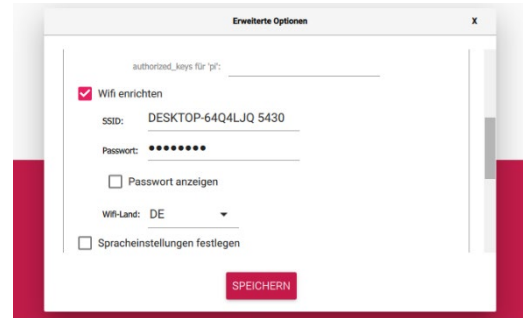 Erweiterte Optionen x
authorized_keys für 'pi':
Wifi enrichten
SSID: DESKTOP-64Q4LJQ 5430
Passwort: ●●●●●●●●
Passwort anzeigen
Wifi-Land: DE
Spracheinstellungen festlegen
SPEICHERN